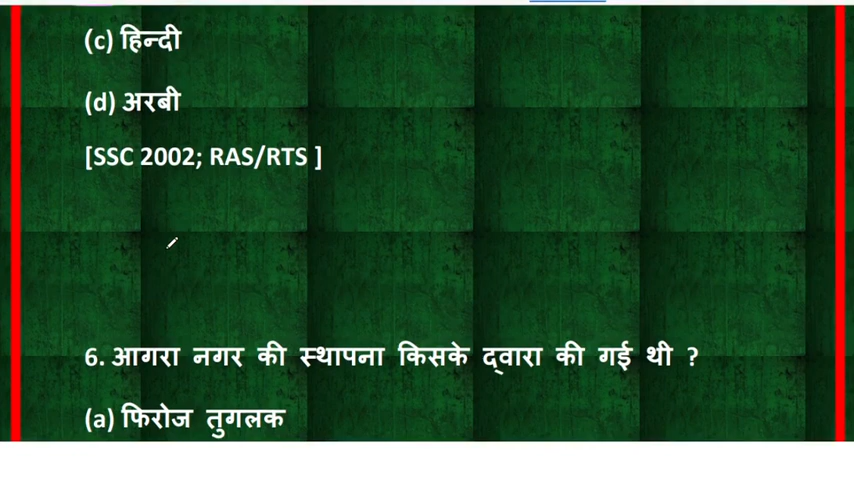 (c) हिन्दी
(d) अरबी
[SSC 2002; RAS/RTS ]
6. आगरा नगर की स्थापना किसके द्वारा की गई थी ?
(a) फिरोज तुगलक